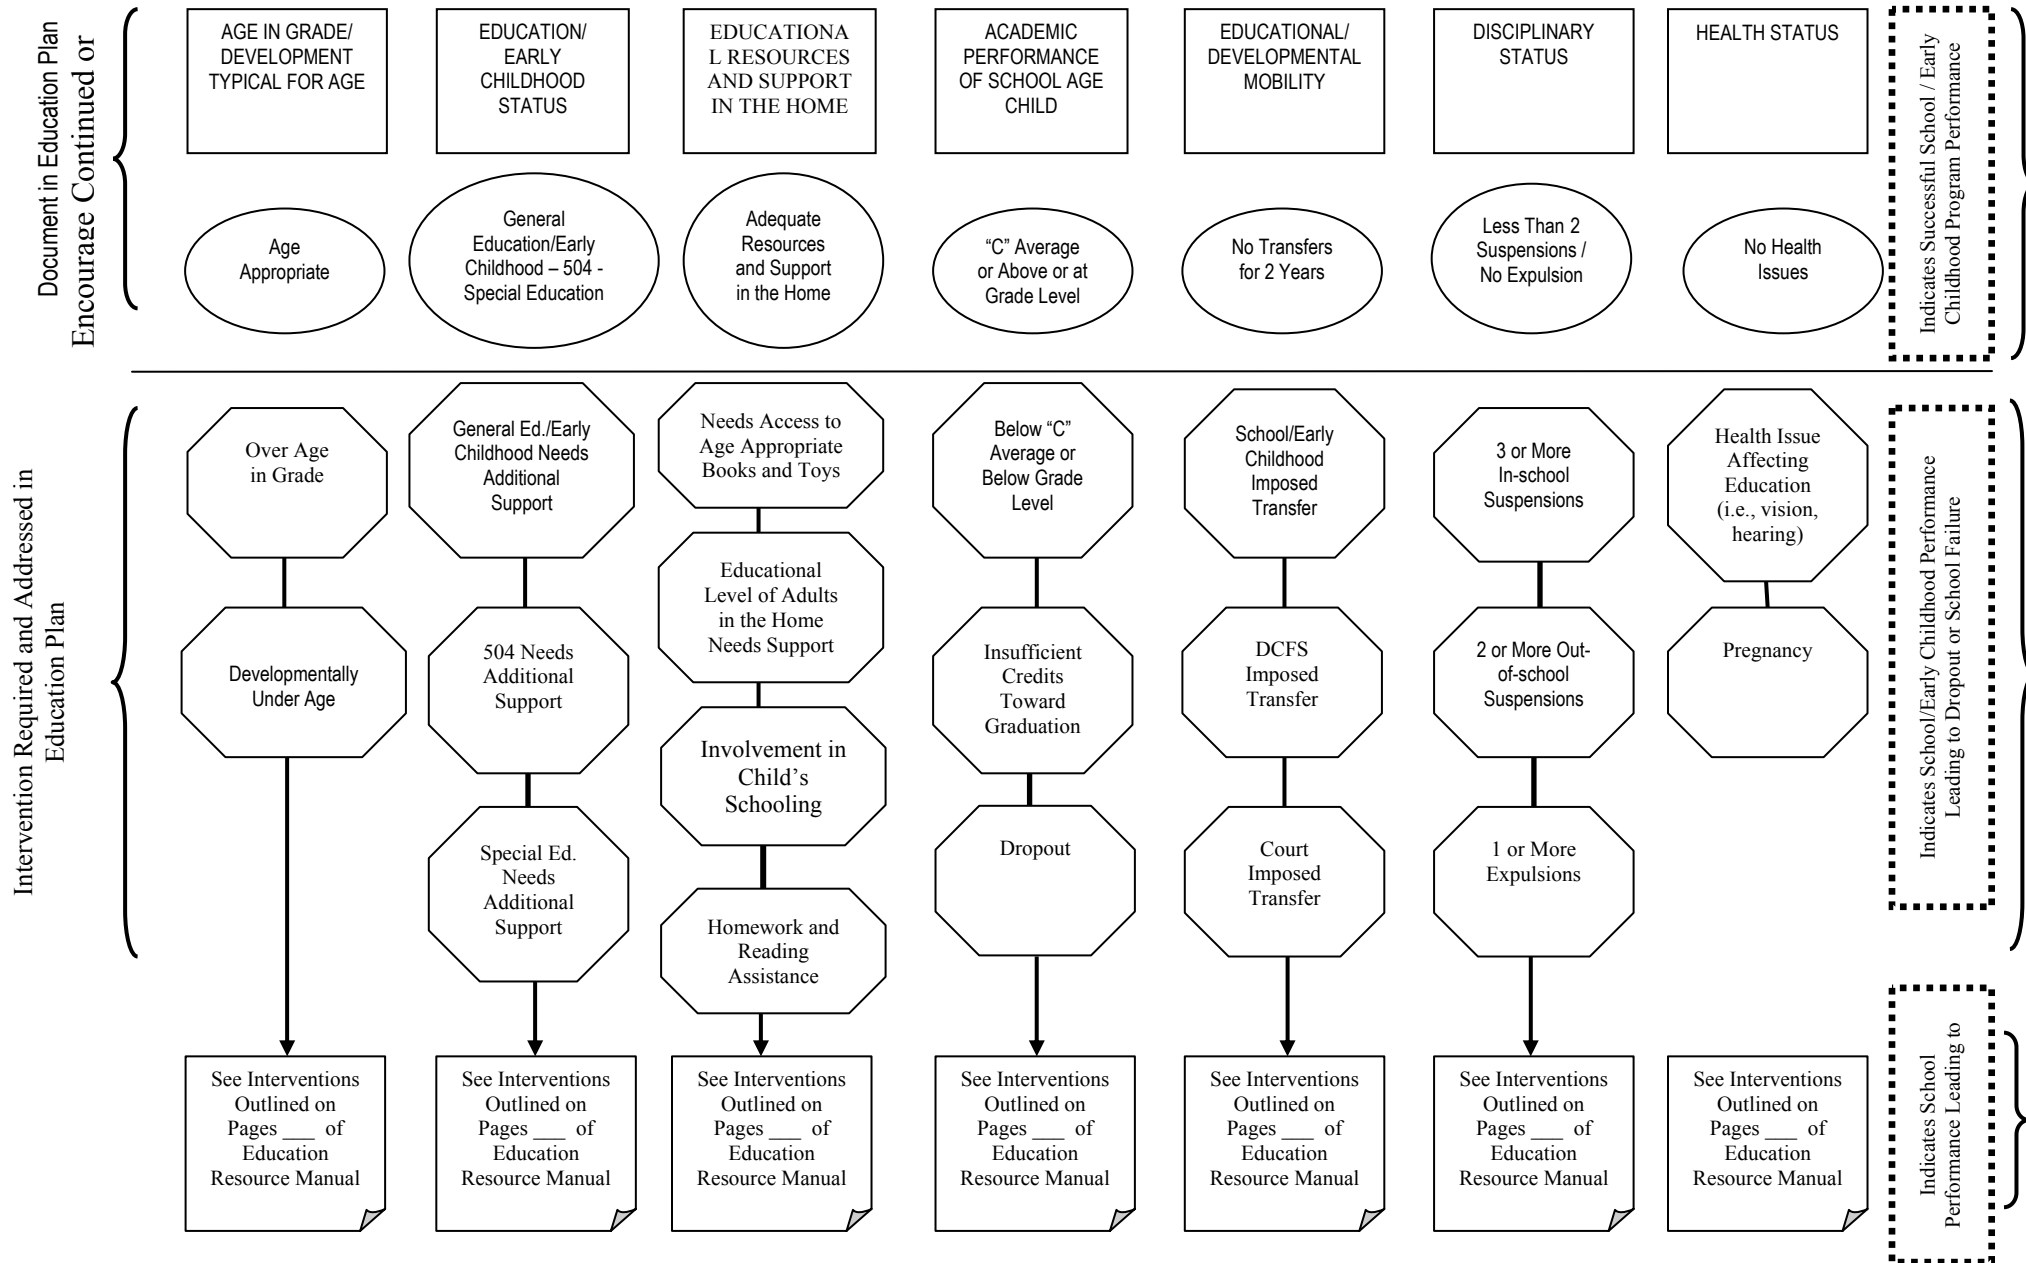 Document in Education Plan
Encourage Continued or
AGE IN GRADE/
DEVELOPMENT
TYPICAL FOR AGE
EDUCATION/
EARLY
CHILDHOOD
STATUS
EDUCATIONA
L RESOURCES
AND SUPPORT
IN THE HOME
ACADEMIC
PERFORMANCE
OF SCHOOL AGE
CHILD
EDUCATIONAL/
DEVELOPMENTAL
MOBILITY
DISCIPLINARY
STATUS
HEALTH STATUS
Indicates Successful School / Early
Childhood Program Performance
Age
Appropriate
General
Education/Early
Childhood – 504 -
Special Education
Adequate
Resources
and Support
in the Home
“C” Average
or Above or at
Grade Level
No Transfers
for 2 Years
Less Than 2
Suspensions /
No Expulsion
No Health
Issues
Intervention Required and Addressed in
Education Plan
Over Age
in Grade
Developmentally
Under Age
General Ed./Early
Childhood Needs
Additional
Support
504 Needs
Additional
Support
Special Ed.
Needs
Additional
Support
Needs Access to
Age Appropriate
Books and Toys
Educational
Level of Adults
in the Home
Needs Support
Involvement in
Child’s
Schooling
Homework and
Reading
Assistance
Below “C”
Average or
Below Grade
Level
Insufficient
Credits
Toward
Graduation
Dropout
School/Early
Childhood
Imposed
Transfer
DCFS
Imposed
Transfer
Court
Imposed
Transfer
3 or More
In-school
Suspensions
2 or More Out-
of-school
Suspensions
1 or More
Expulsions
Health Issue
Affecting
Education
(i.e., vision,
hearing)
Pregnancy
Indicates School/Early Childhood Performance
Leading to Dropout or School Failure
See Interventions
Outlined on
Pages ___ of
Education
Resource Manual
See Interventions
Outlined on
Pages ___ of
Education
Resource Manual
See Interventions
Outlined on
Pages ___ of
Education
Resource Manual
See Interventions
Outlined on
Pages ___ of
Education
Resource Manual
See Interventions
Outlined on
Pages ___ of
Education
Resource Manual
See Interventions
Outlined on
Pages ___ of
Education
Resource Manual
See Interventions
Outlined on
Pages ___ of
Education
Resource Manual
Indicates School
Performance Leading to